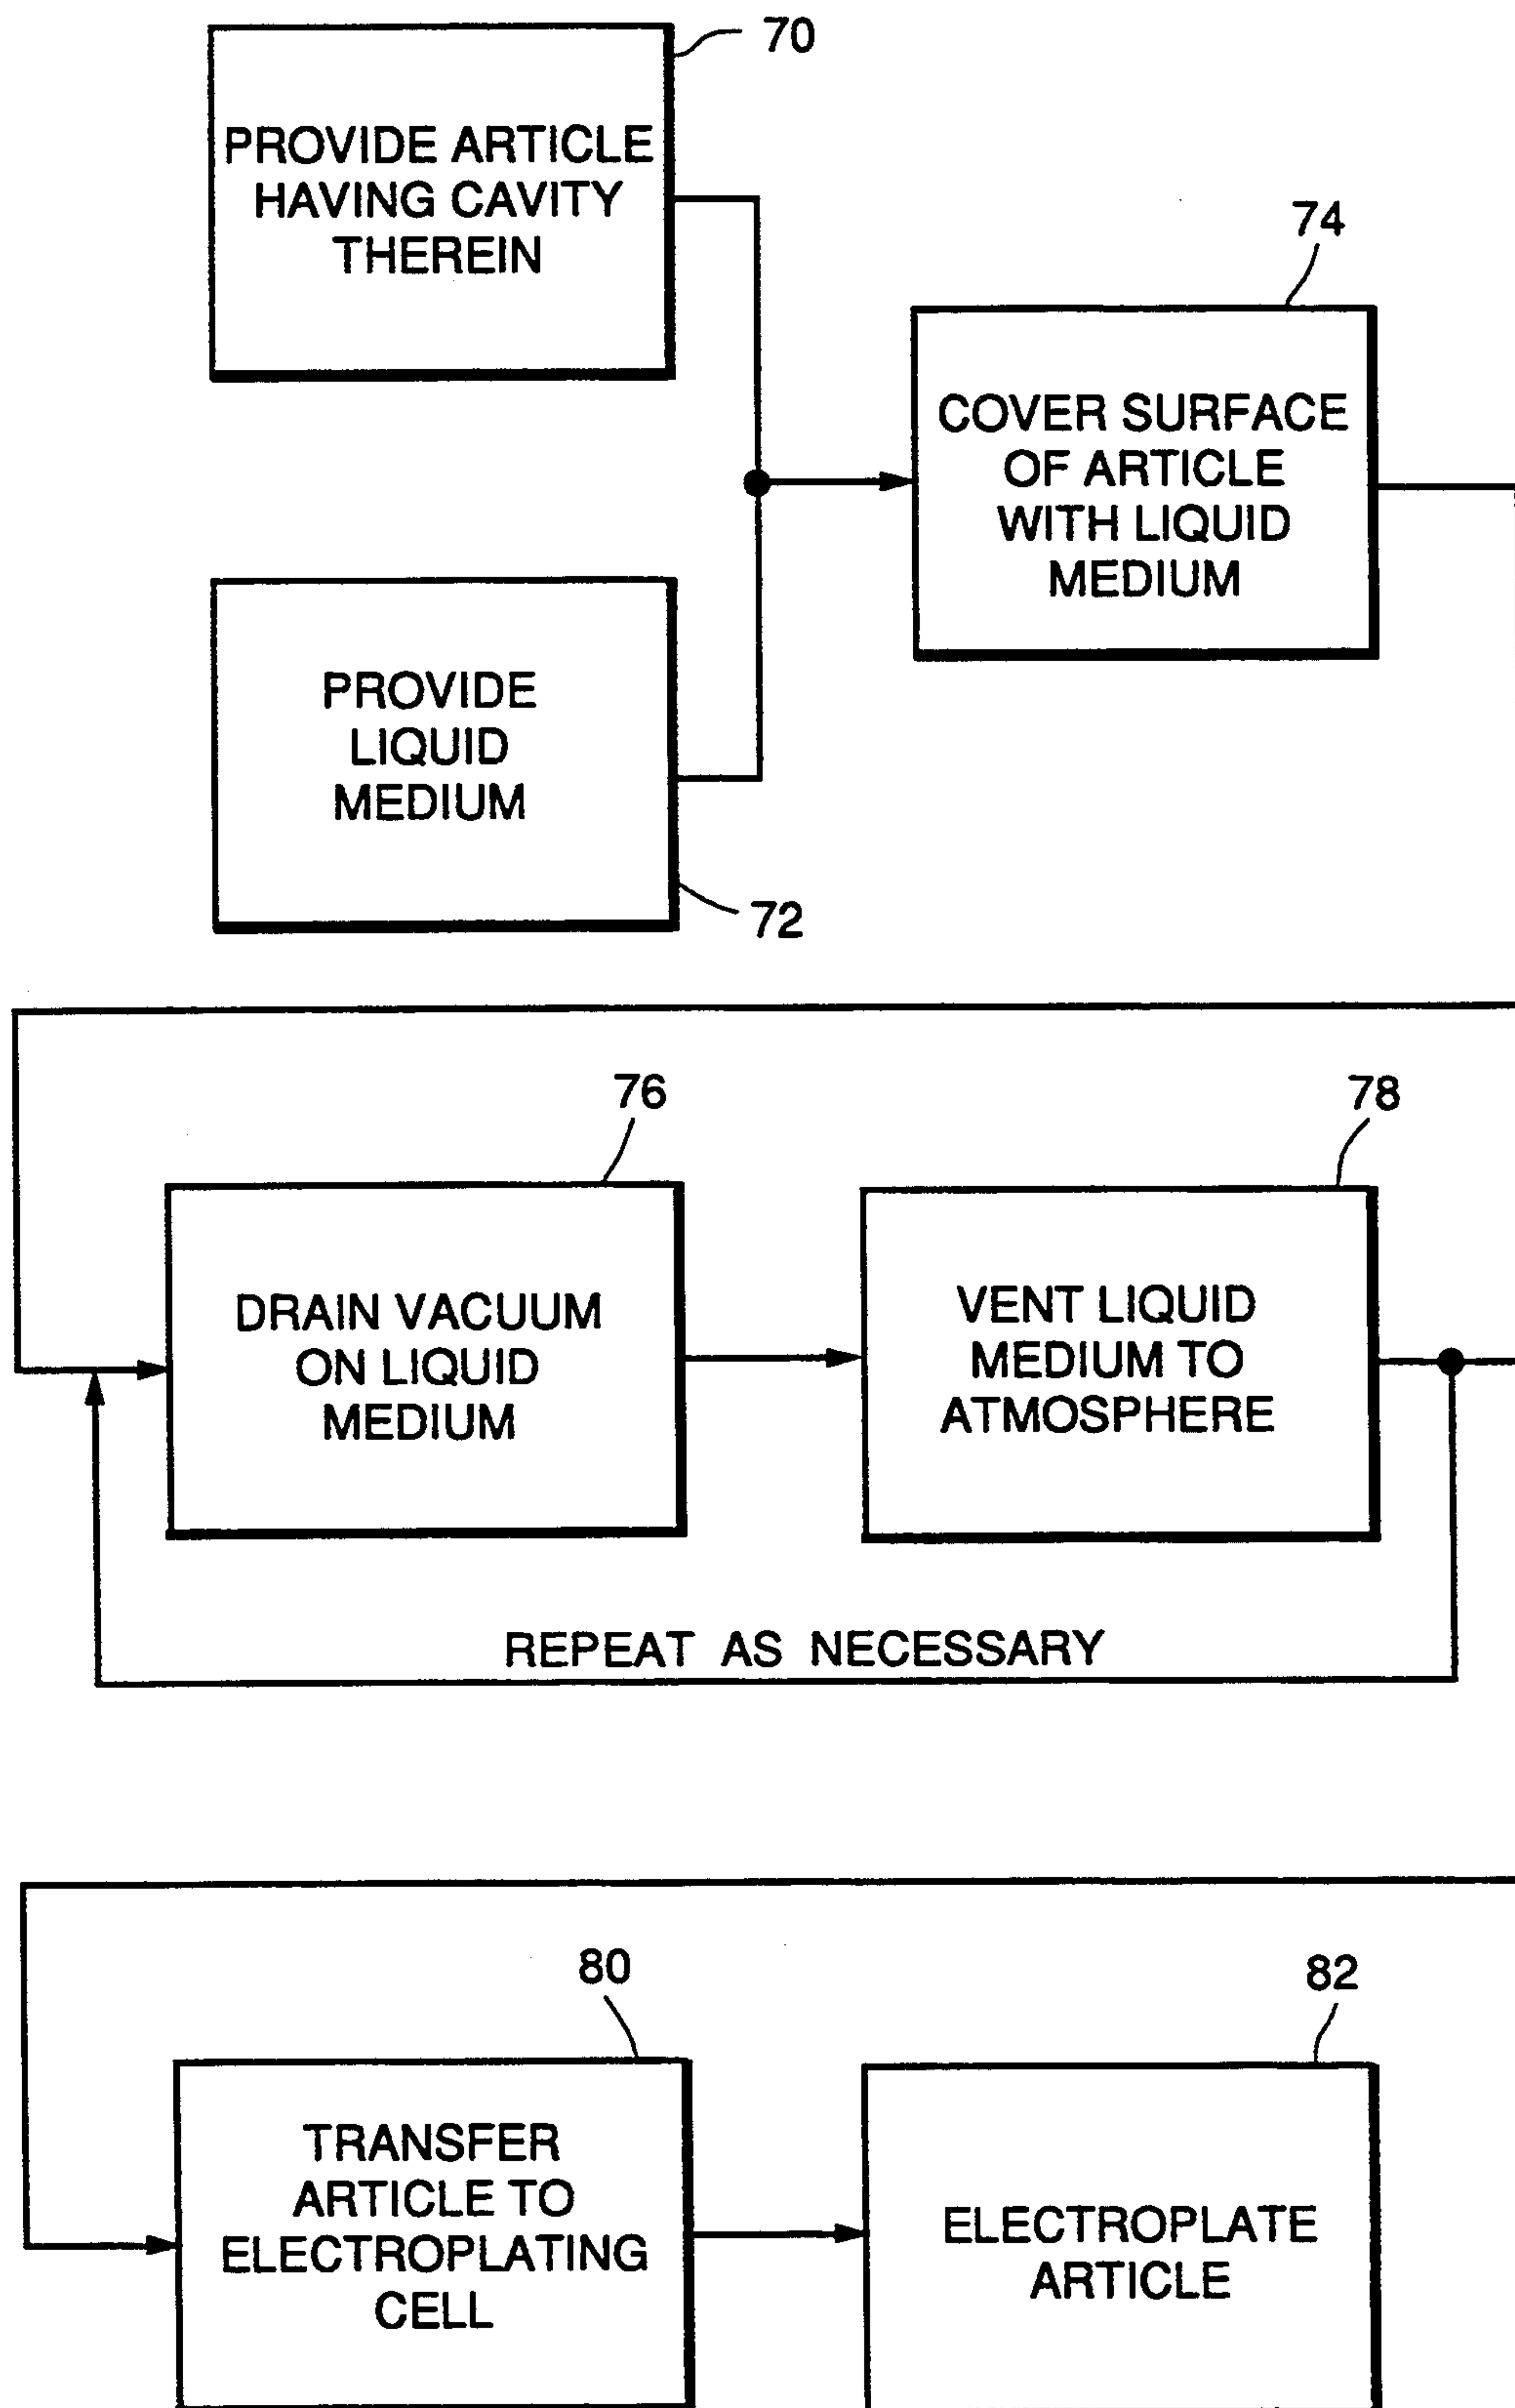 70
PROVIDE ARTICLE
HAVING CAVITY
THEREIN
74
COVER SURFACE
OF ARTICLE
WITH LIQUID
MEDIUM
PROVIDE
LIQUID
MEDIUM
72
76
DRAIN VACUUM
ON LIQUID
MEDIUM
78
VENT LIQUID
MEDIUM TO
ATMOSPHERE
REPEAT AS NECESSARY
80
TRANSFER
ARTICLE TO
ELECTROPLATING
CELL
82
ELECTROPLATE
ARTICLE